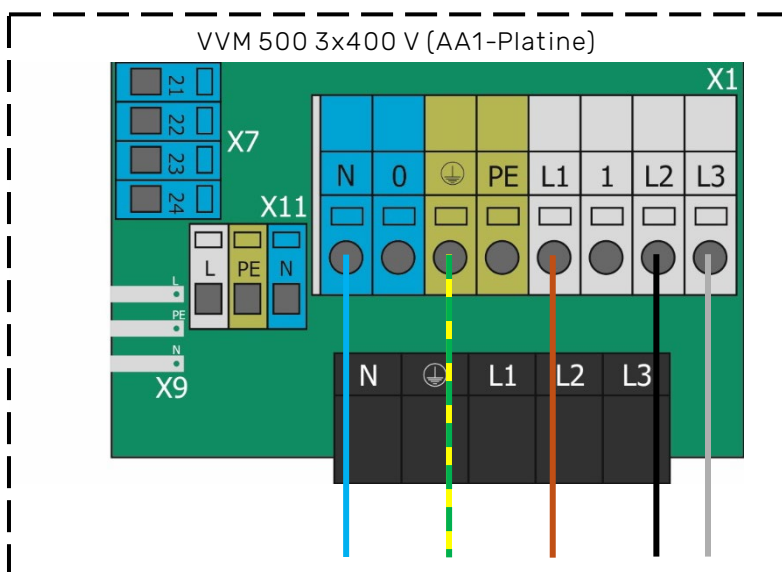 VVM 500 3x400 V (AA1-Platine)
X1
21
22
23
24
X7
X11
N 0 PE L1 1 L2 L3
L PE N
L
PE
N
X9
N L1 L2 L3